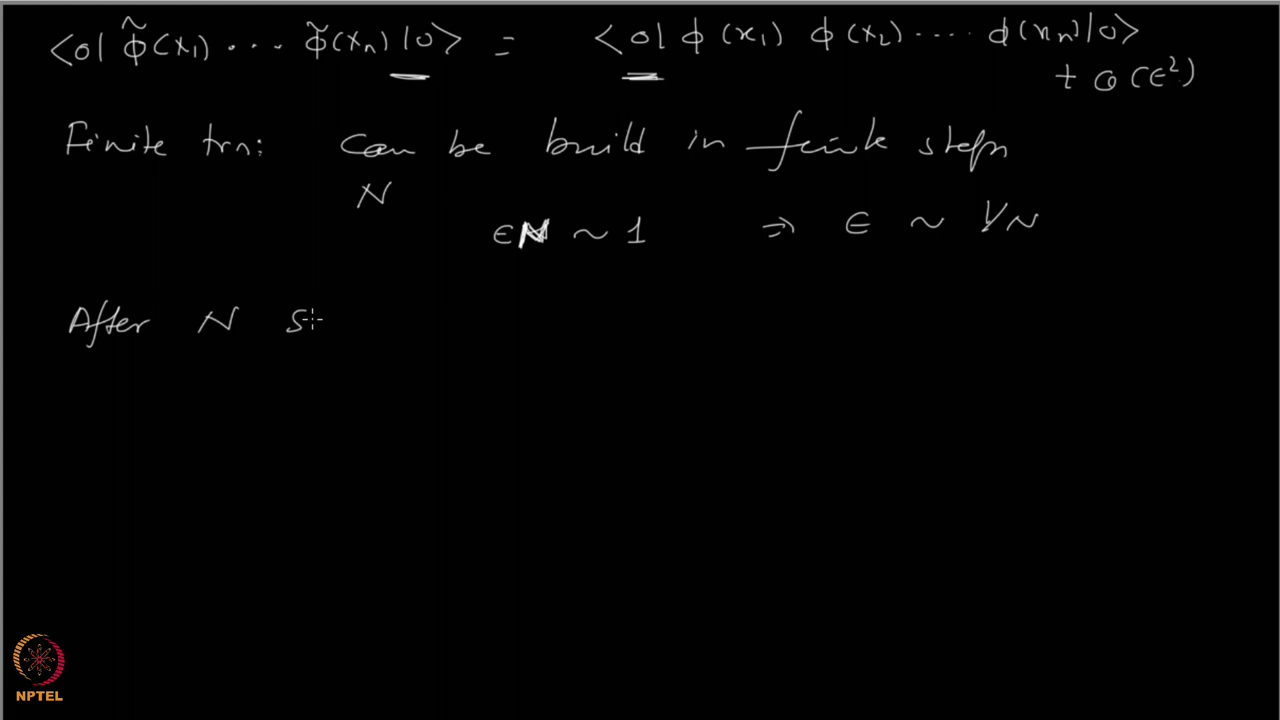 <0| φ̃(x₁) .... φ̃(xₙ) |0> = <0| φ(x₁) φ(x₂) .... φ(xₙ)|0>
+ O(ϵ²)
Finite trn: Can be build in finite steps
N
ϵN ~ 1 ⇒ ϵ ~ 1/N
After N s
NPTEL